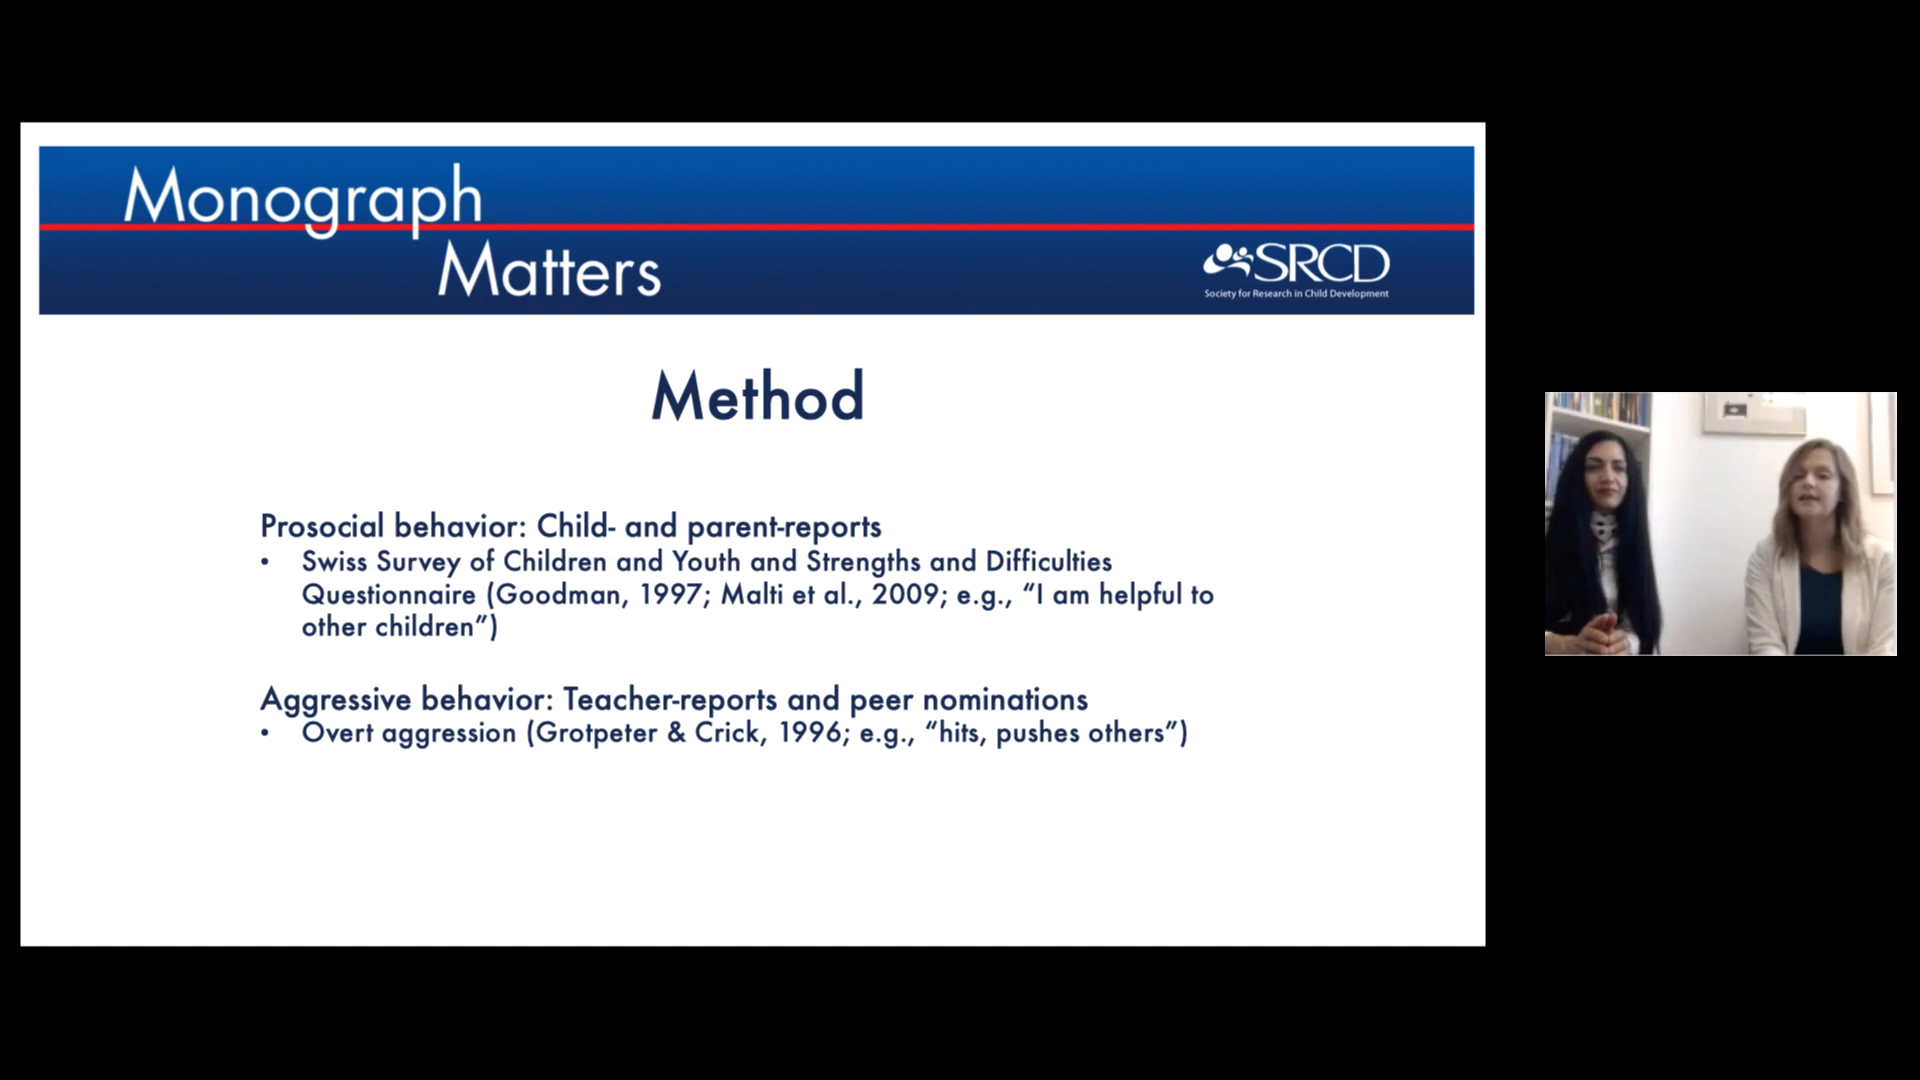 Monograph
Matters
SRCD
Society for Research in Child Development
Method
Prosocial behavior: Child- and parent-reports
• Swiss Survey of Children and Youth and Strengths and Difficulties
Questionnaire (Goodman, 1997; Malti et al., 2009; e.g., “I am helpful to
other children”)
Aggressive behavior: Teacher-reports and peer nominations
• Overt aggression (Grotpeter & Crick, 1996; e.g., “hits, pushes others”)